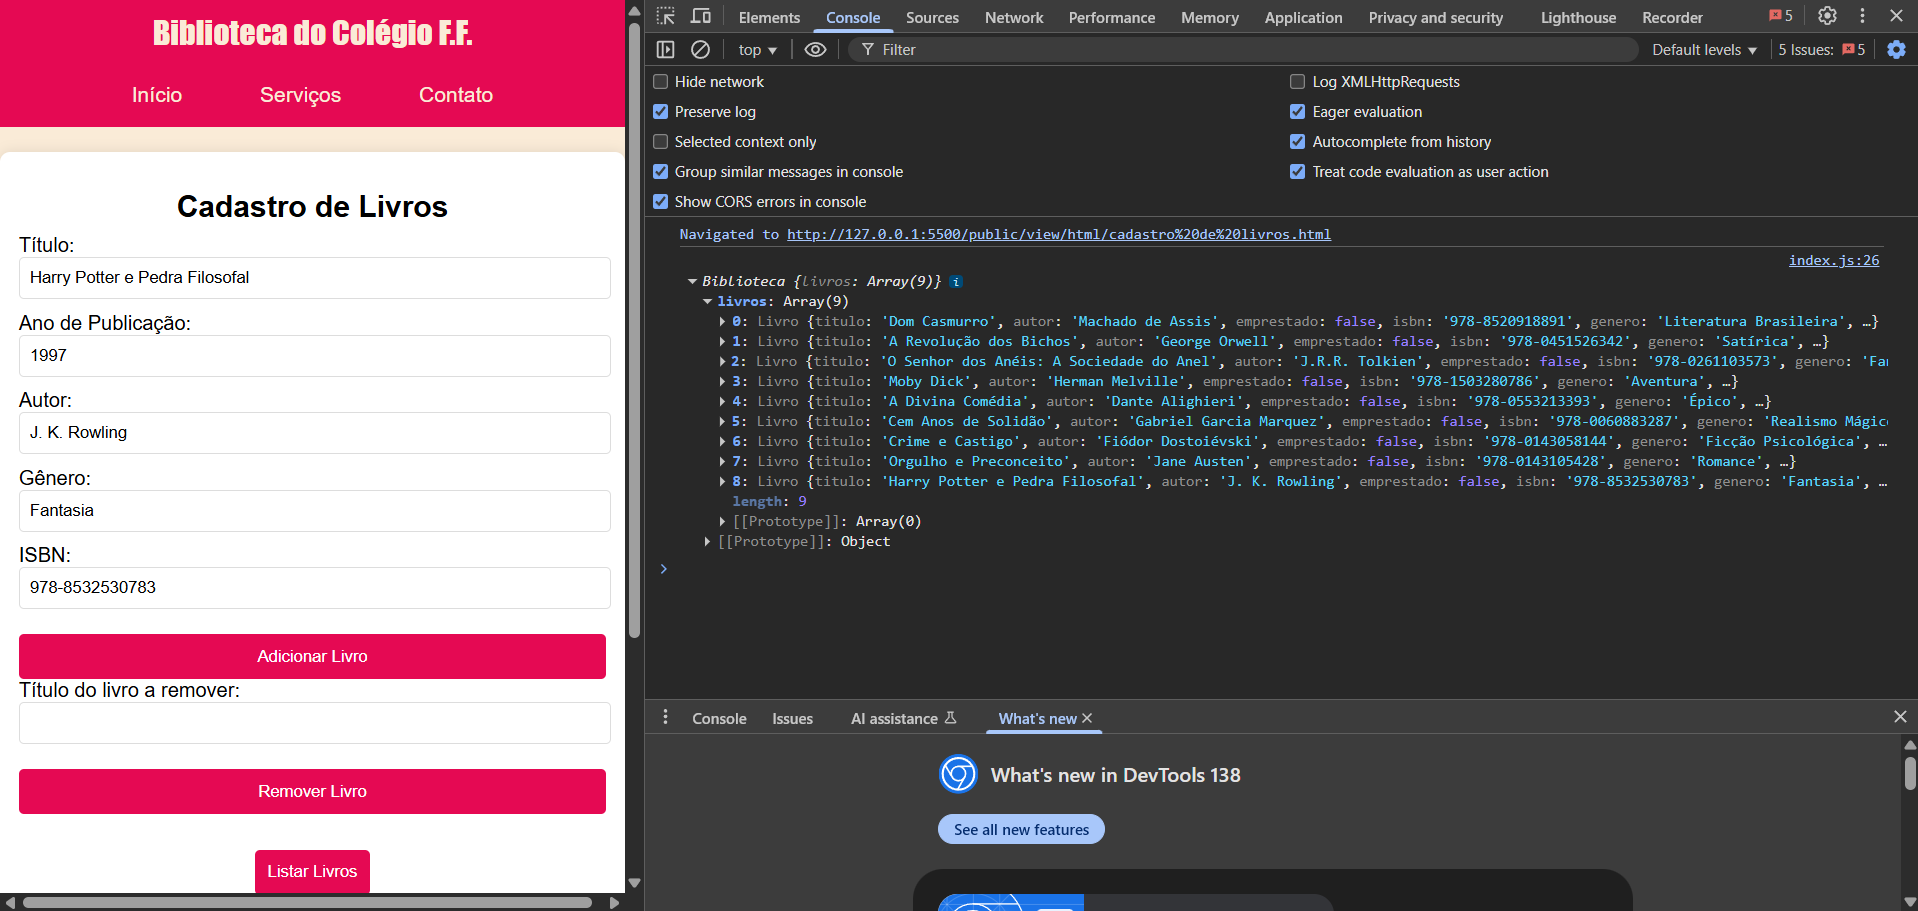 Biblioteca do Colégio F.F.
Início Serviços Contato
Cadastro de Livros
Título:
Harry Potter e Pedra Filosofal
Ano de Publicação:
1997
Autor:
J. K. Rowling
Gênero:
Fantasia
ISBN:
978-8532530783
Adicionar Livro
Título do livro a remover:
Remover Livro
Listar Livros
Elements Console Sources Network Performance Memory Application Privacy and security Lighthouse Recorder 5
top Filter Default levels 5 Issues: 5
Hide network Log XMLHttpRequests
Preserve log Eager evaluation
Selected context only Autocomplete from history
Group similar messages in console Treat code evaluation as user action
Show CORS errors in console
Navigated to http://127.0.0.1:5500/public/view/html/cadastro%20de%20livros.html
index.js:26
Biblioteca {livros: Array(9)} i
livros: Array(9)
0: Livro {titulo: 'Dom Casmurro', autor: 'Machado de Assis', emprestado: false, isbn: '978-8520918891', genero: 'Literatura Brasileira', …}
1: Livro {titulo: 'A Revolução dos Bichos', autor: 'George Orwell', emprestado: false, isbn: '978-0451526342', genero: 'Satírica', …}
2: Livro {titulo: 'O Senhor dos Anéis: A Sociedade do Anel', autor: 'J.R.R. Tolkien', emprestado: false, isbn: '978-0261103573', genero: 'Fan
3: Livro {titulo: 'Moby Dick', autor: 'Herman Melville', emprestado: false, isbn: '978-1503280786', genero: 'Aventura', …}
4: Livro {titulo: 'A Divina Comédia', autor: 'Dante Alighieri', emprestado: false, isbn: '978-0553213393', genero: 'Épico', …}
5: Livro {titulo: 'Cem Anos de Solidão', autor: 'Gabriel Garcia Marquez', emprestado: false, isbn: '978-0060883287', genero: 'Realismo Mágico
6: Livro {titulo: 'Crime e Castigo', autor: 'Fiódor Dostoiévski', emprestado: false, isbn: '978-0143058144', genero: 'Ficção Psicológica', …
7: Livro {titulo: 'Orgulho e Preconceito', autor: 'Jane Austen', emprestado: false, isbn: '978-0143105428', genero: 'Romance', …}
8: Livro {titulo: 'Harry Potter e Pedra Filosofal', autor: 'J. K. Rowling', emprestado: false, isbn: '978-8532530783', genero: 'Fantasia', …
length: 9
[[Prototype]]: Array(0)
[[Prototype]]: Object
Console Issues AI assistance What's new
What's new in DevTools 138
See all new features